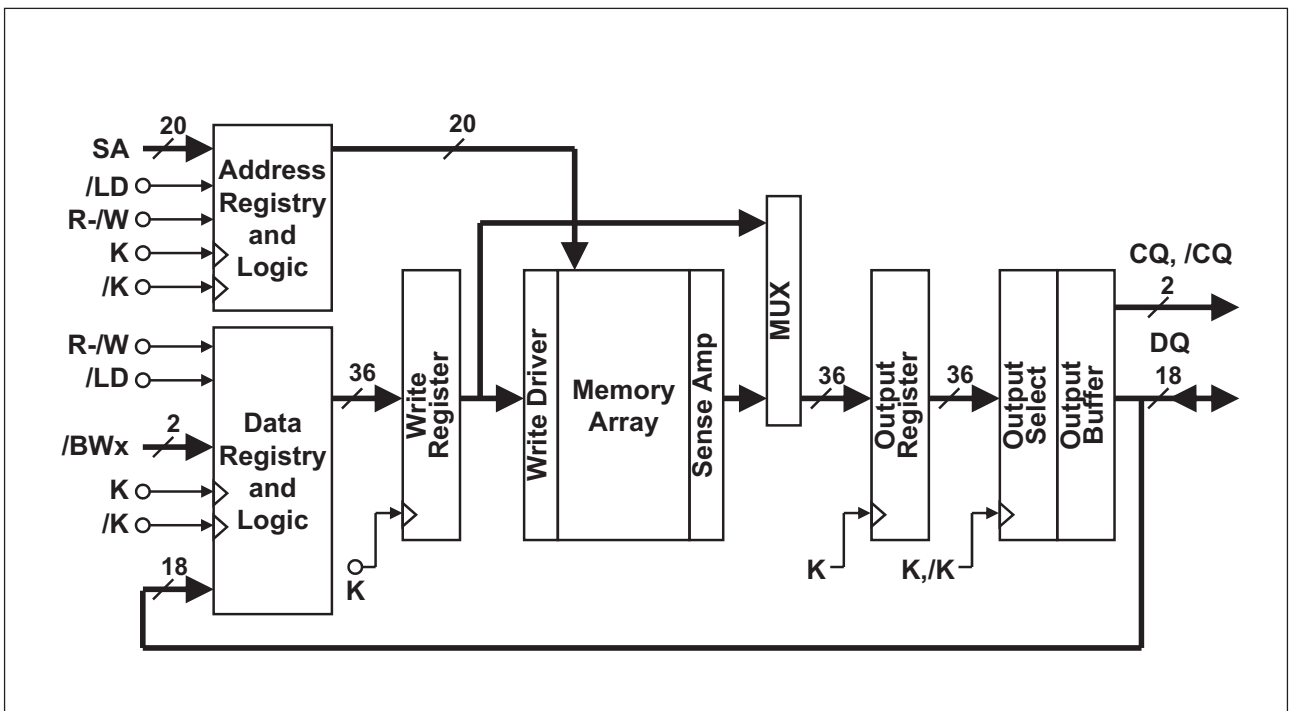 SA
20
/LD
R-/W
K
/K
Address
Registry
and
Logic
20
R-/W
/LD
/BWx
2
K
/K
18
Data
Registry
and
Logic
36
Write
Register
K
Write Driver
Memory
Array
Sense Amp
MUX
36
Output
Register
K
36
Output
Select
Output
Buffer
K,/K
CQ, /CQ
2
DQ
18